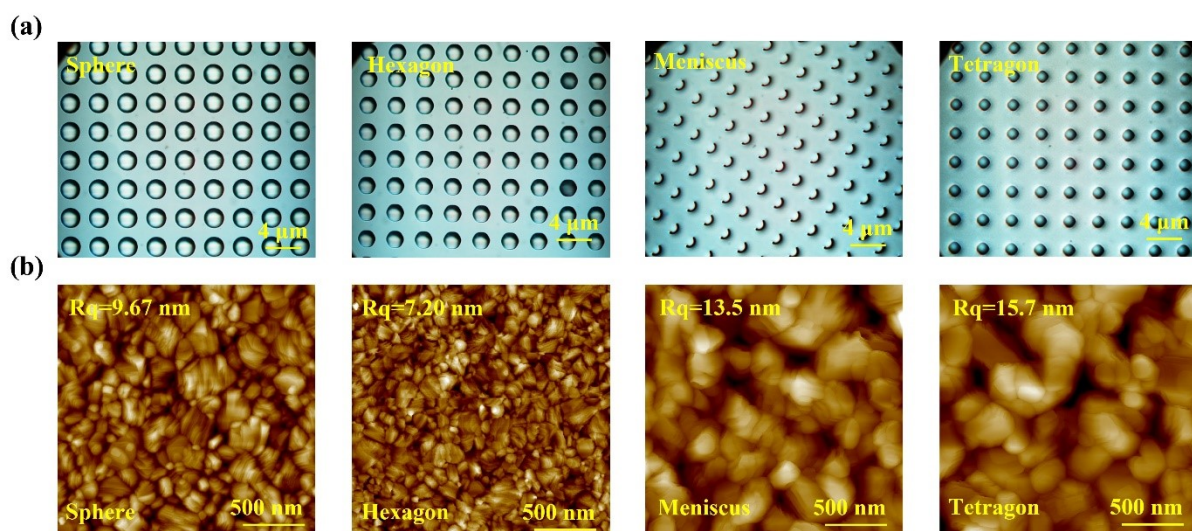 (a)
Sphere
Hexagon
Meniscus
Tetragon
4 μm
4 μm
4 μm
4 μm
(b)
Rq=9.67 nm
Rq=7.20 nm
Rq=13.5 nm
Rq=15.7 nm
Sphere
500 nm
Hexagon
500 nm
Meniscus
500 nm
Tetragon
500 nm